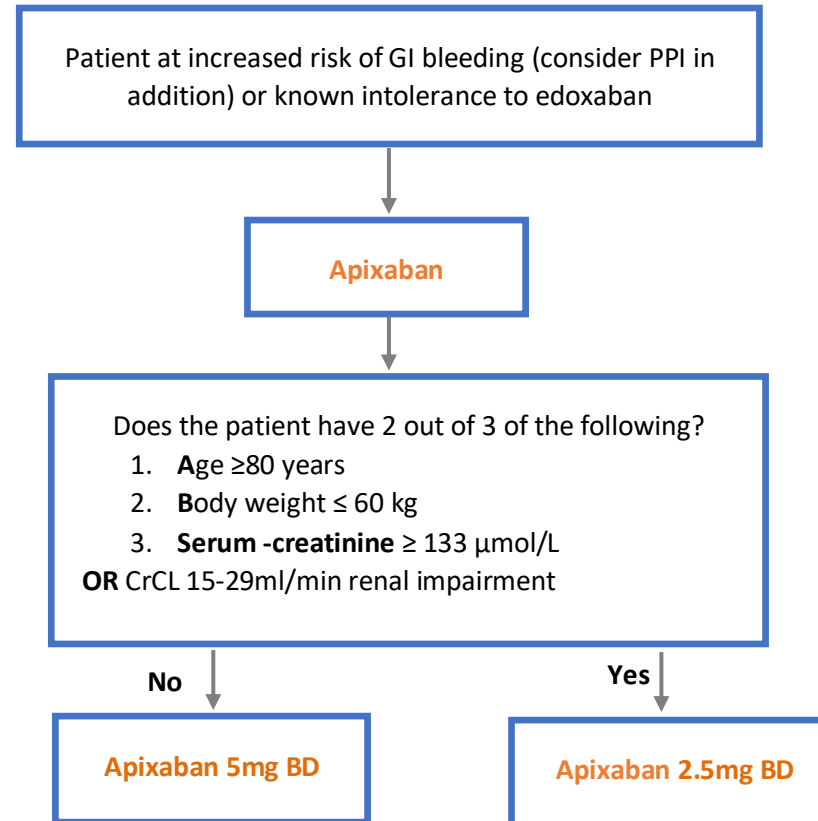 Patient at increased risk of GI bleeding (consider PPI in
addition) or known intolerance to edoxaban
Apixaban
Does the patient have 2 out of 3 of the following?
1. Age ≥80 years
2. Body weight ≤ 60 kg
3. Serum -creatinine ≥ 133 µmol/L
OR CrCL 15-29ml/min renal impairment
No
Yes
Apixaban 5mg BD
Apixaban 2.5mg BD